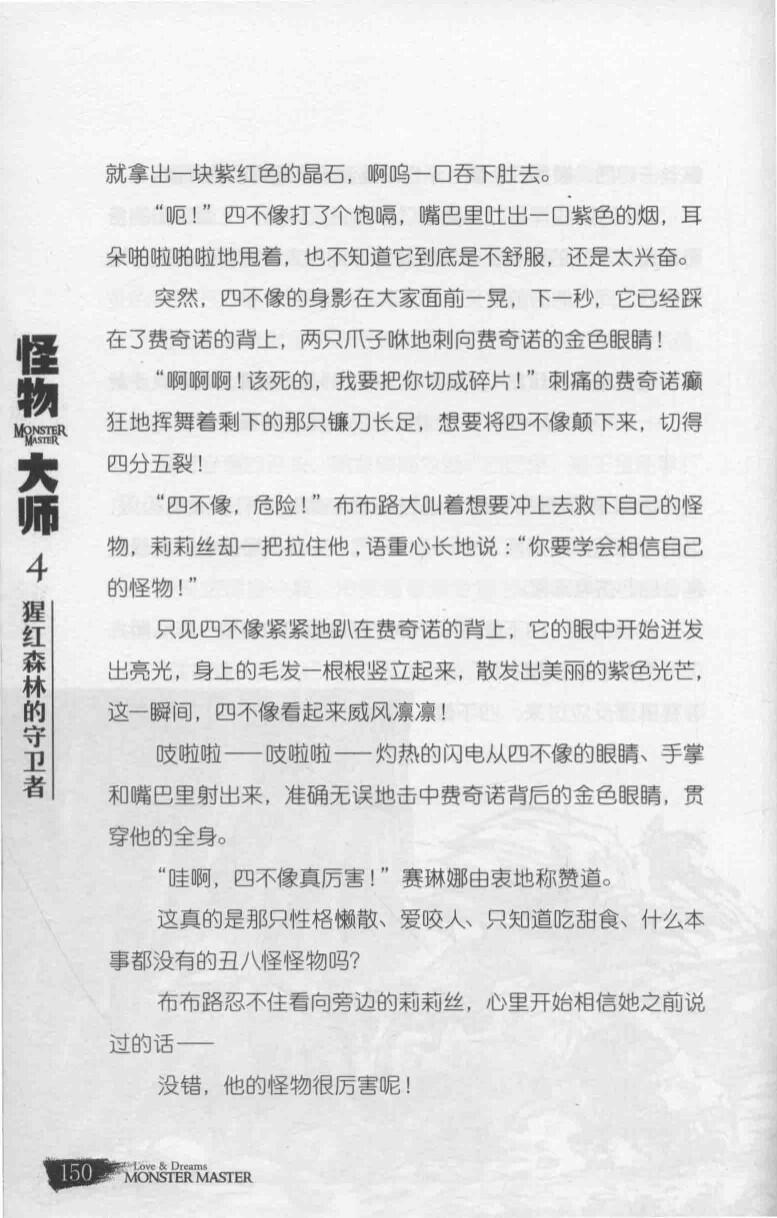 就拿出一块紫红色的晶石，啊呜一口吞下肚去。
“呃！”四不像打了个饱嗝，嘴巴里吐出一口紫色的烟，耳
朵啪啦啪啦地甩着，也不知道它到底是不舒服，还是太兴奋。
突然，四不像的身影在大家面前一晃，下一秒，它已经踩
在了费奇诺的背上，两只爪子咻地刺向费奇诺的金色眼睛！
“啊啊啊！该死的，我要把你切成碎片！”刺痛的费奇诺癫
狂地挥舞着剩下的那只镰刀长足，想要将四不像颠下来，切得
四分五裂！
“四不像，危险！”布布路大叫着想要冲上去救下自己的怪
物，莉莉丝却一把拉住他，语重心长地说：“你要学会相信自己
的怪物！”
只见四不像紧紧地趴在费奇诺的背上，它的眼中开始迸发
出亮光，身上的毛发一根根竖立起来，散发出美丽的紫色光芒，
这一瞬间，四不像看起来威风凛凛！
吱啦啦——吱啦啦——灼热的闪电从四不像的眼睛、手掌
和嘴巴里射出来，准确无误地击中费奇诺背后的金色眼睛，贯
穿他的全身。
“哇啊，四不像真厉害！”赛琳娜由衷地称赞道。
这真的是那只性格懒散、爱咬人、只知道吃甜食、什么本
事都没有的丑八怪怪物吗？
布布路忍不住看向旁边的莉莉丝，心里开始相信她之前说
过的话——
没错，他的怪物很厉害呢！
怪物
MONSTER
MASTER
大师
4
猩红森林的守卫者
150
Love & Dreams
MONSTER MASTER